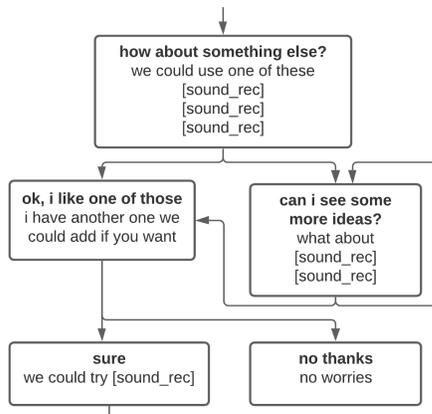 how about something else?
we could use one of these
[sound_rec]
[sound_rec]
[sound_rec]
ok, i like one of those
i have another one we
could add if you want
can i see some
more ideas?
what about
[sound_rec]
[sound_rec]
sure
we could try [sound_rec]
no thanks
no worries